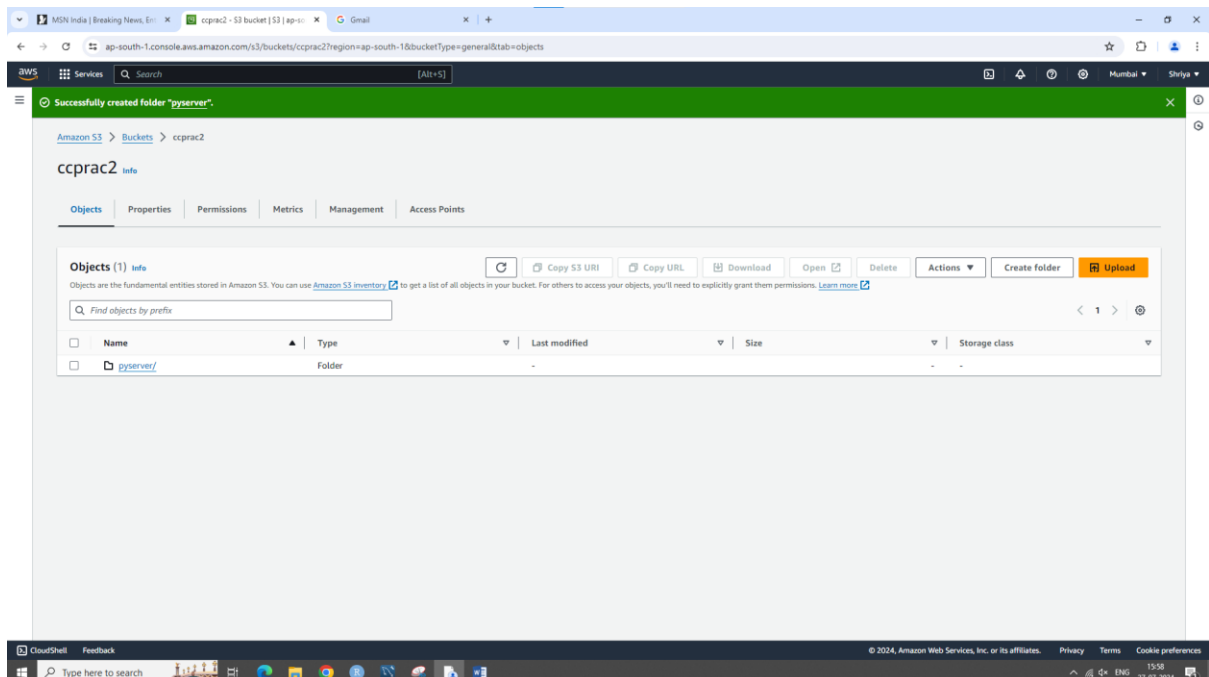 MSN India | Breaking News, Ent
ccprac2 - S3 bucket | S3 | ap-so
Gmail
ap-south-1.console.aws.amazon.com/s3/buckets/ccprac2?region=ap-south-1&bucketType=general&tab=objects
aws Services Search [Alt+S] Mumbai Shriya
Successfully created folder "pyserver".
Amazon S3 > Buckets > ccprac2
ccprac2 Info
Objects Properties Permissions Metrics Management Access Points
Objects (1) Info Copy S3 URI Copy URL Download Open Delete Actions Create folder Upload
Objects are the fundamental entities stored in Amazon S3. You can use Amazon S3 inventory to get a list of all objects in your bucket. For others to access your objects, you'll need to explicitly grant them permissions. Learn more
Find objects by prefix 1
Name Type Last modified Size Storage class
pyserver/ Folder - - -
CloudShell Feedback © 2024, Amazon Web Services, Inc. or its affiliates. Privacy Terms Cookie preferences
Type here to search ENG 15:58